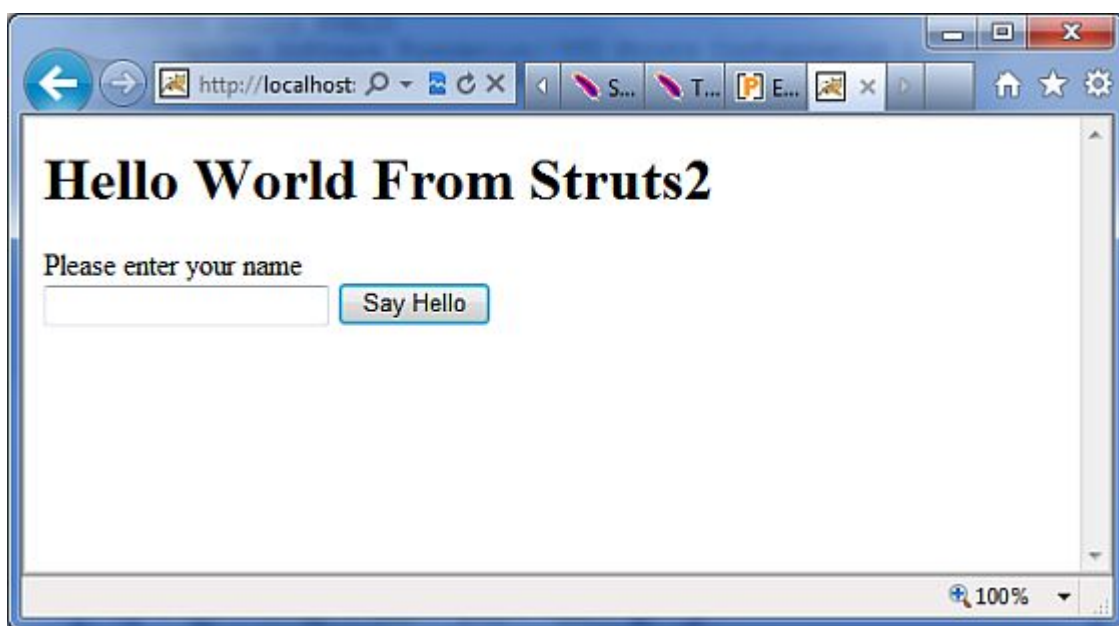 http://localhost:
S...
T...
[P] E...
Hello World From Struts2
Please enter your name
Say Hello
100%